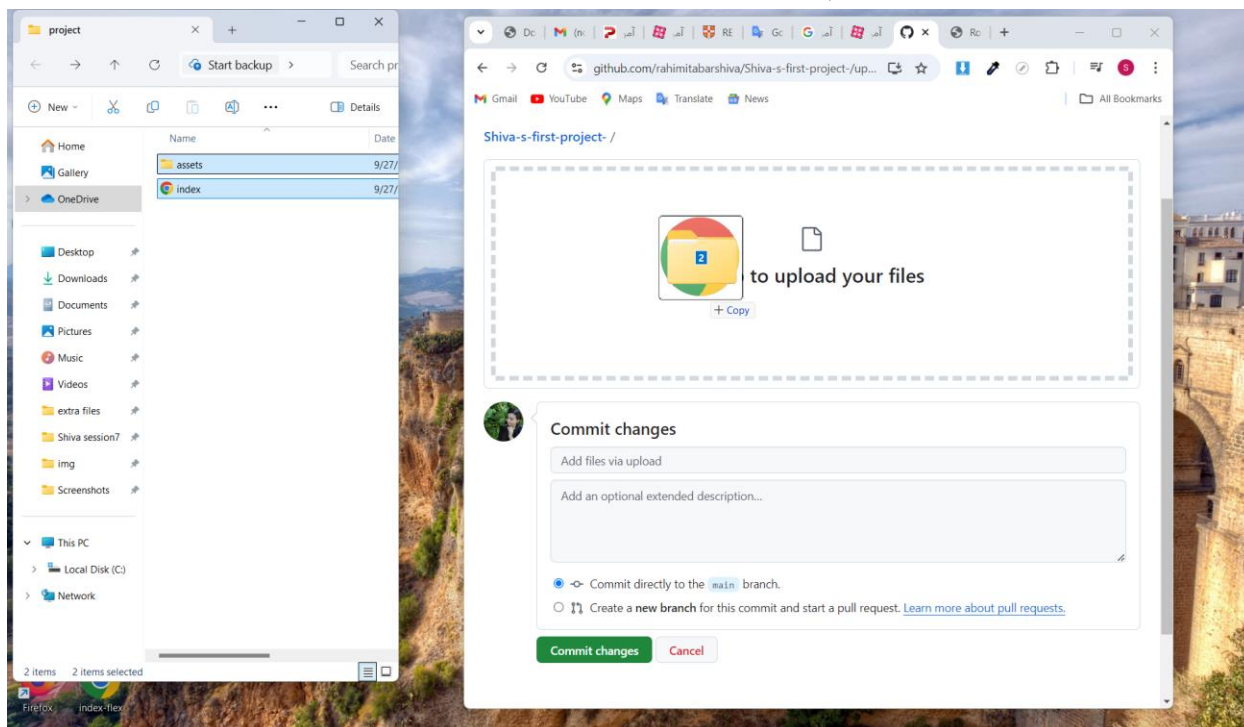 project
Start backup
Search pr
New
Details
Name
Date
assets
9/27/
index
9/27/
Home
Gallery
OneDrive
Desktop
Downloads
Documents
Pictures
Music
Videos
extra files
Shiva session7
img
Screenshots
This PC
Local Disk (C:)
Network
2 items 2 items selected
Firefox
index-flex
Dc
M (n
آمـ
RE
Gc
Rc
github.com/rahimitabarshiva/Shiva-s-first-project-/up...
S
Gmail
YouTube
Maps
Translate
News
All Bookmarks
Shiva-s-first-project- /
2
to upload your files
+ Copy
Commit changes
Add files via upload
Add an optional extended description...
Commit directly to the main branch.
Create a new branch for this commit and start a pull request. Learn more about pull requests.
Commit changes
Cancel